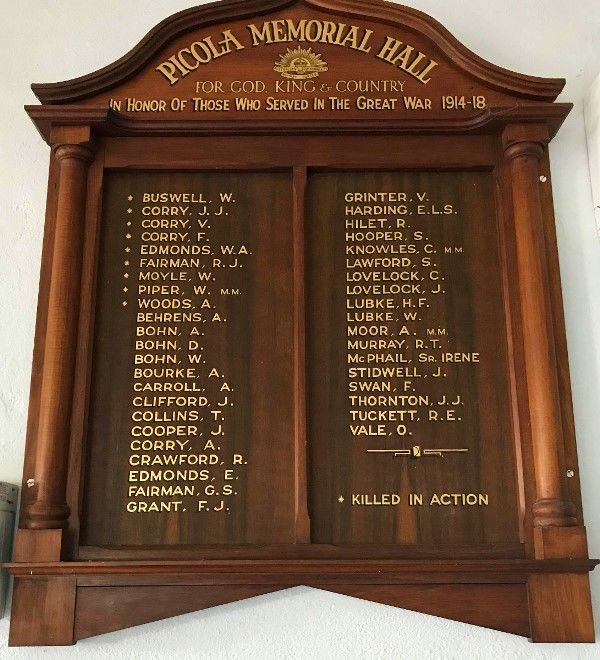 PICOLA MEMORIAL HALL
FOR GOD, KING & COUNTRY
IN HONOR OF THOSE WHO SERVED IN THE GREAT WAR 1914-18
* BUSWELL, W.
* CORRY, J. J.
* CORRY, V.
* CORRY, F.
* EDMONDS, W.A.
* FAIRMAN, R. J.
* MOYLE, W.
* PIPER, W. M.M.
* WOODS, A.
BEHRENS, A.
BOHN, A.
BOHN, D.
BOHN, W.
BOURKE, A.
CARROLL, A.
CLIFFORD, J.
COLLINS, T.
COOPER, J.
CORRY, A.
CRAWFORD, R.
EDMONDS, E.
FAIRMAN, G. S.
GRANT, F. J.
GRINTER, V.
HARDING, E.L.S.
HILET, R.
HOOPER, S.
KNOWLES, C. M.M.
LAWFORD, S.
LOVELOCK, C.
LOVELOCK, J.
LUBKE, H.F.
LUBKE, W.
MOOR, A. M.M.
MURRAY, R.T.
McPHAIL, SR. IRENE
STIDWELL, J.
SWAN, F.
THORNTON, J.J.
TUCKETT, R.E.
VALE, O.
* KILLED IN ACTION